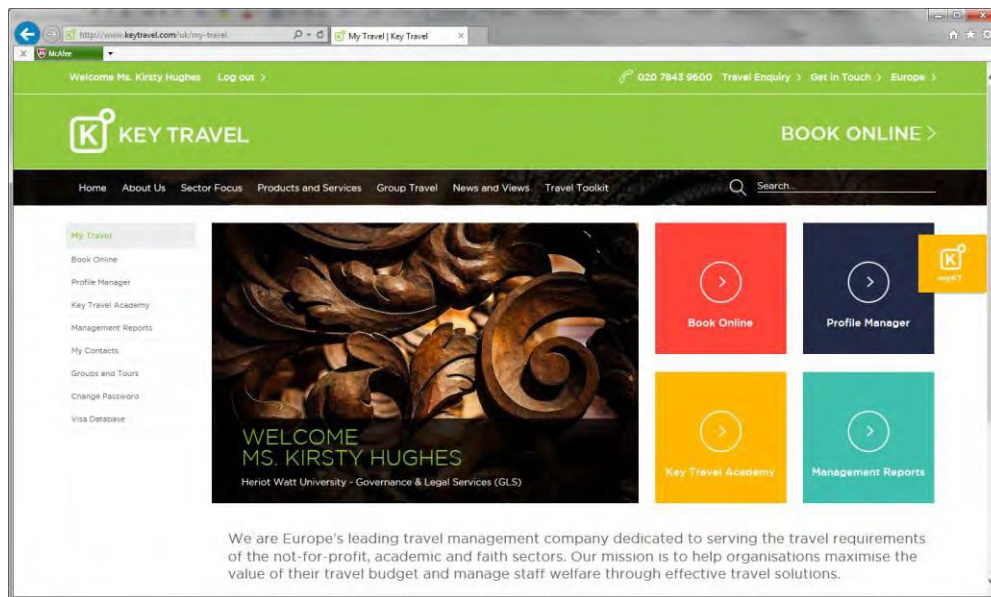 http://www.keytravel.com/uk/my-travel
My Travel | Key Travel
McAfee
Welcome Ms. Kirsty Hughes Log out >
020 7843 9600 Travel Enquiry > Get in Touch > Europe >
K KEY TRAVEL
BOOK ONLINE >
Home About Us Sector Focus Products and Services Group Travel News and Views Travel Toolkit
Search...
My Travel
Book Online
Profile Manager
Key Travel Academy
Management Reports
My Contacts
Groups and Tours
Change Password
Visa Database
WELCOME
MS. KIRSTY HUGHES
Heriot Watt University - Governance & Legal Services (GLS)
Book Online
Profile Manager
Key Travel Academy
Management Reports
K
myKT
We are Europe's leading travel management company dedicated to serving the travel requirements
of the not-for-profit, academic and faith sectors. Our mission is to help organisations maximise the
value of their travel budget and manage staff welfare through effective travel solutions.